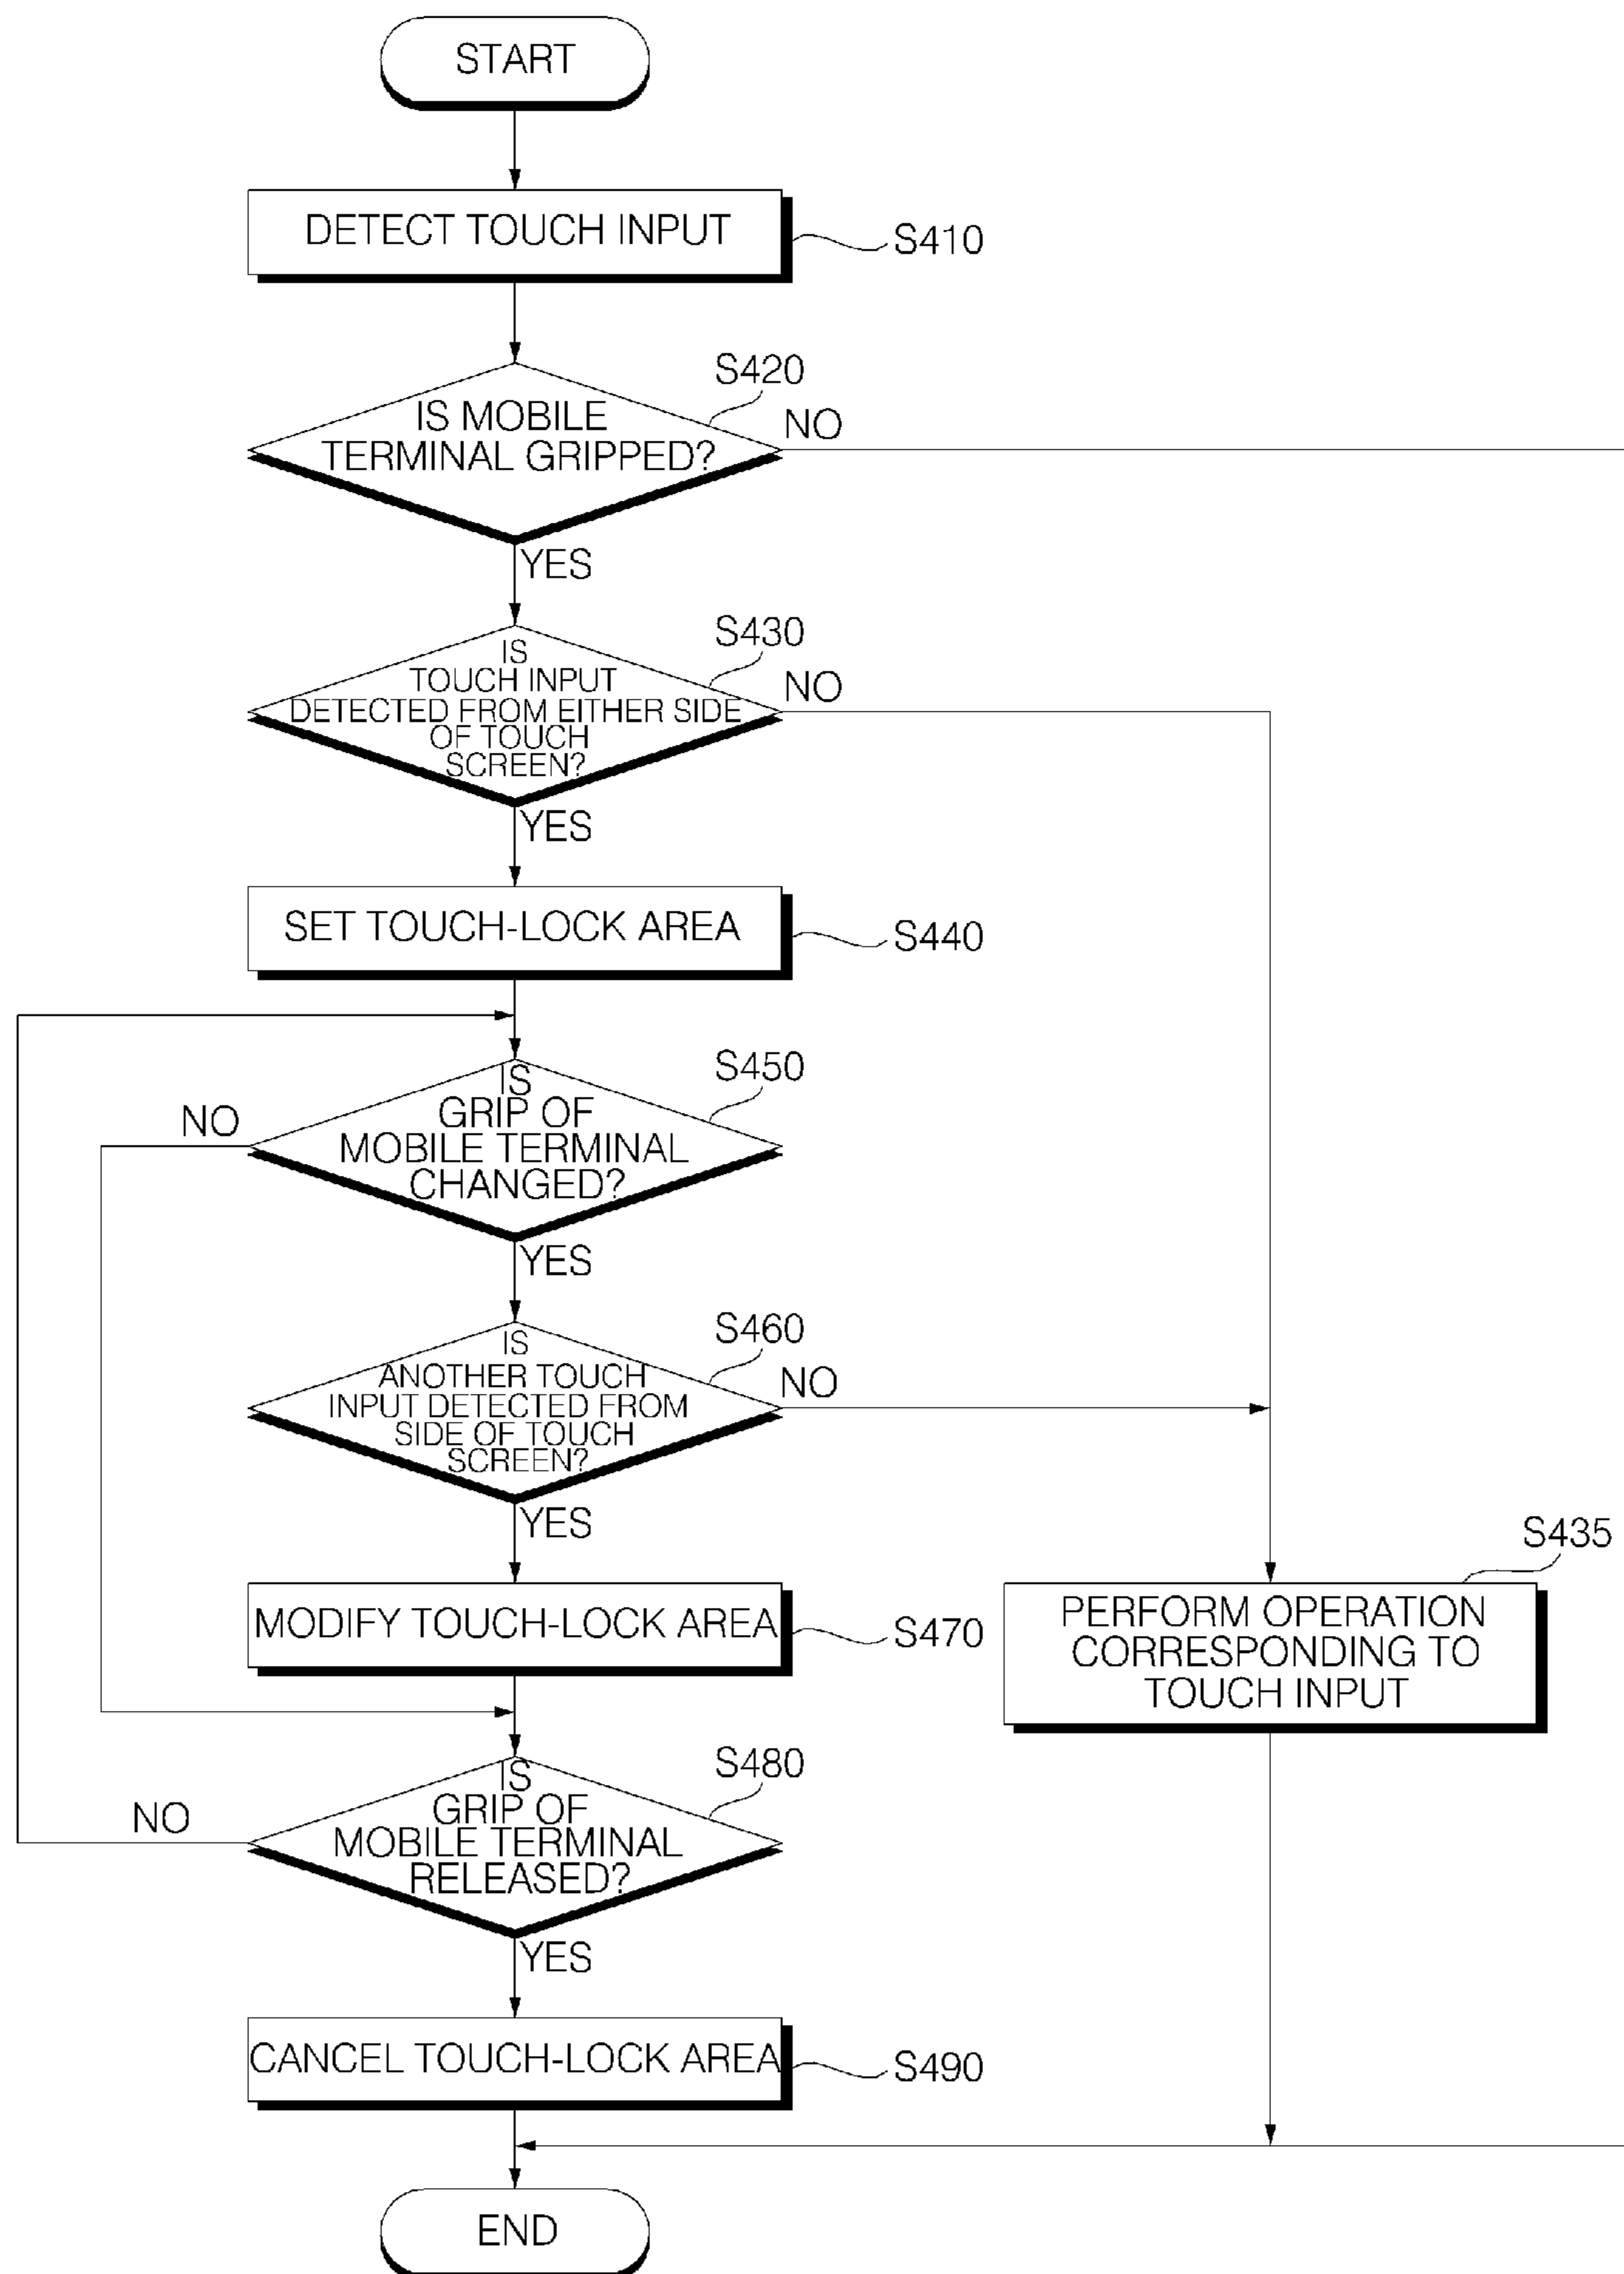 START
DETECT TOUCH INPUT
S410
S420
IS MOBILE
TERMINAL GRIPPED?
NO
YES
S430
IS
TOUCH INPUT
DETECTED FROM EITHER SIDE
OF TOUCH
SCREEN?
NO
YES
SET TOUCH-LOCK AREA
S440
S450
IS
GRIP OF
MOBILE TERMINAL
CHANGED?
NO
YES
S460
IS
ANOTHER TOUCH
INPUT DETECTED FROM
SIDE OF TOUCH
SCREEN?
NO
YES
S435
PERFORM OPERATION
CORRESPONDING TO
TOUCH INPUT
MODIFY TOUCH-LOCK AREA
S470
S480
IS
GRIP OF
MOBILE TERMINAL
RELEASED?
NO
YES
CANCEL TOUCH-LOCK AREA
S490
END